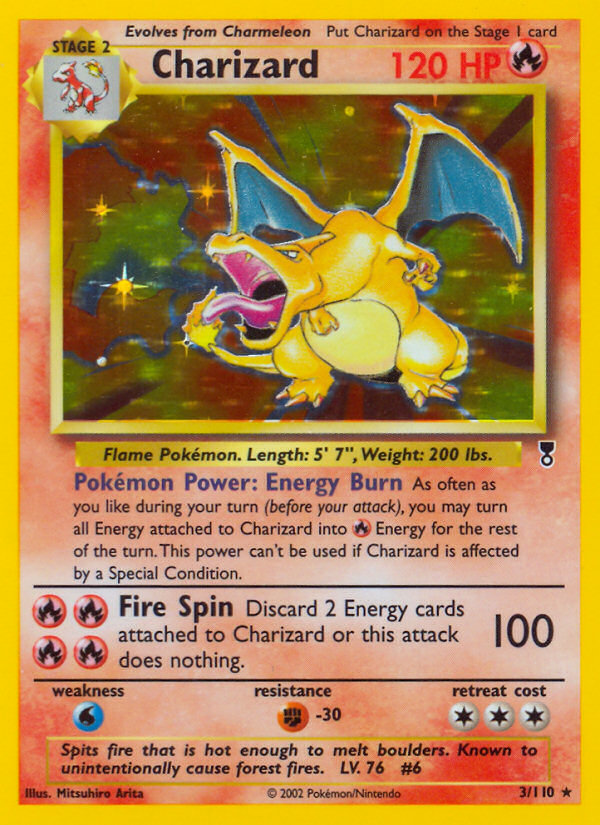 Evolves from Charmeleon Put Charizard on the Stage 1 card
STAGE 2
Charizard 120 HP
Flame Pokémon. Length: 5' 7", Weight: 200 lbs.
Pokémon Power: Energy Burn As often as
you like during your turn (before your attack), you may turn
all Energy attached to Charizard into Energy for the rest
of the turn. This power can't be used if Charizard is affected
by a Special Condition.
Fire Spin Discard 2 Energy cards
attached to Charizard or this attack
does nothing.
100
weakness resistance retreat cost
-30
Spits fire that is hot enough to melt boulders. Known to
unintentionally cause forest fires. LV. 76 #6
Illus. Mitsuhiro Arita © 2002 Pokémon/Nintendo 3/110